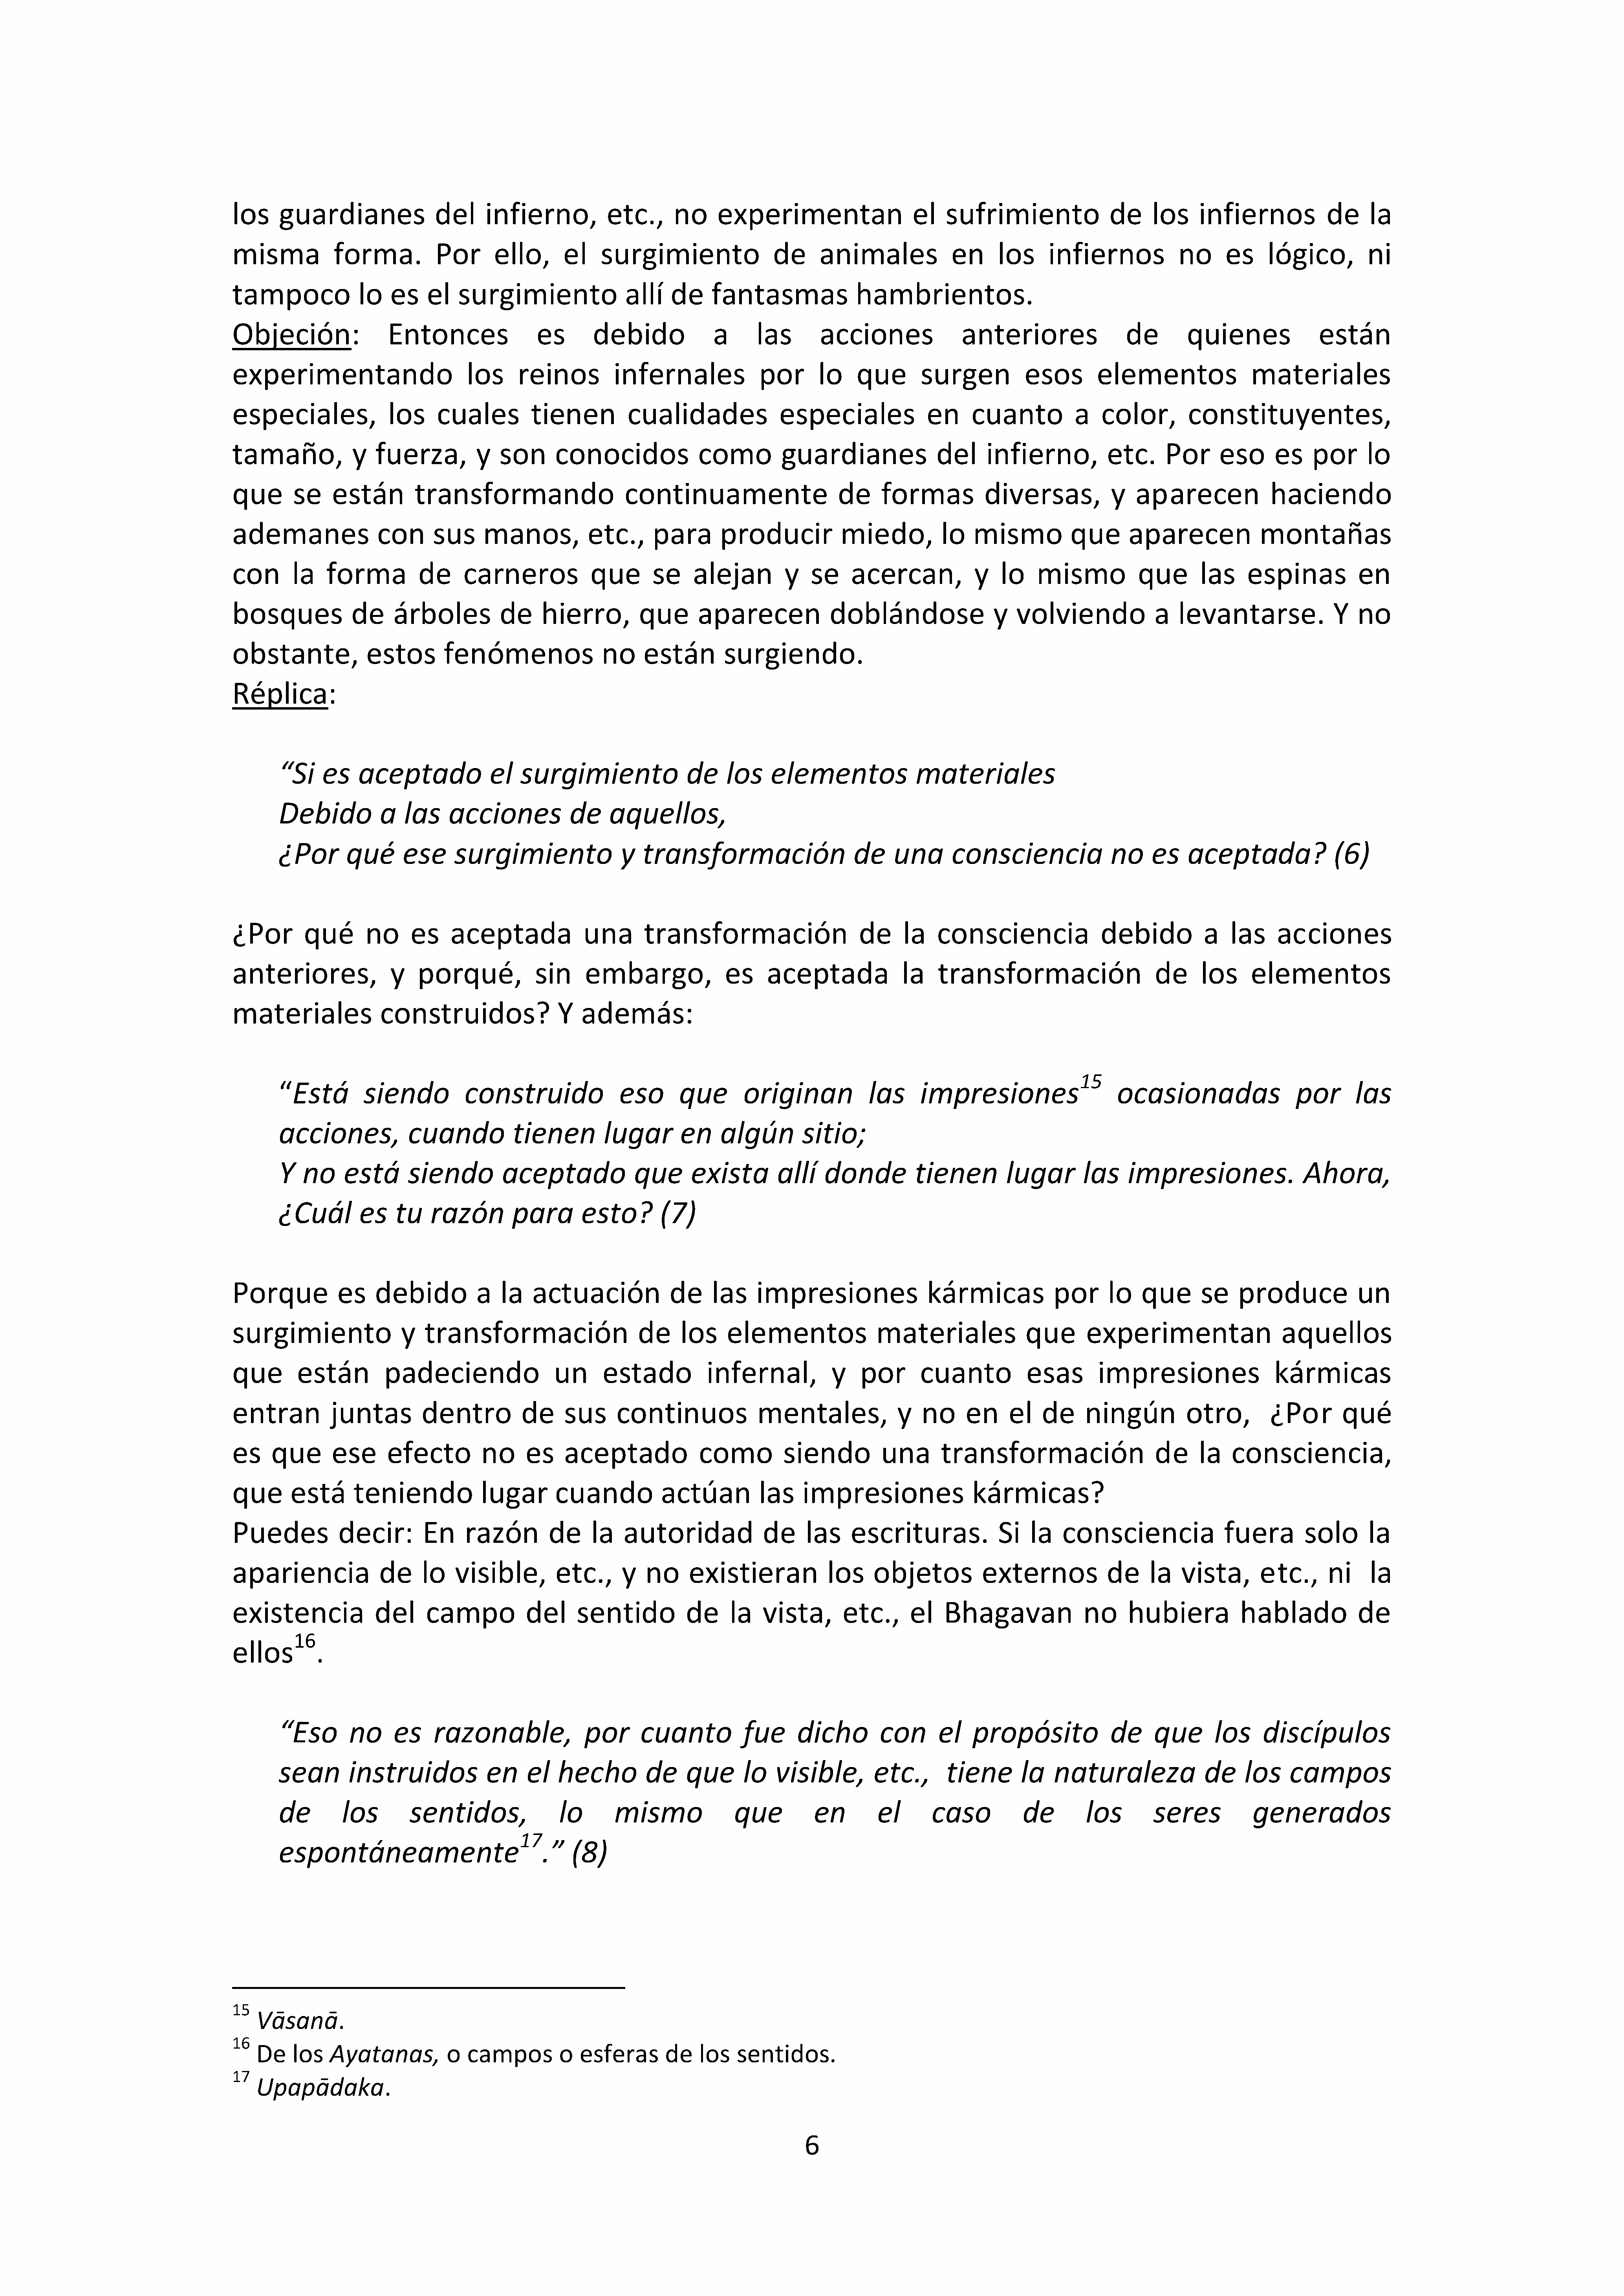 los guardianes del infierno, etc., no experimentan el sufrimiento de los infiernos de la
misma forma. Por ello, el surgimiento de animales en los infiernos no es lógico, ni
tampoco lo es el surgimiento allí de fantasmas hambrientos.
Objeción: Entonces es debido a las acciones anteriores de quienes están
experimentando los reinos infernales por lo que surgen esos elementos materiales
especiales, los cuales tienen cualidades especiales en cuanto a color, constituyentes,
tamaño, y fuerza, y son conocidos como guardianes del infierno, etc. Por eso es por lo
que se están transformando continuamente de formas diversas, y aparecen haciendo
ademanes con sus manos, etc., para producir miedo, lo mismo que aparecen montañas
con la forma de carneros que se alejan y se acercan, y lo mismo que las espinas en
bosques de árboles de hierro, que aparecen doblándose y volviendo a levantarse. Y no
obstante, estos fenómenos no están surgiendo.
Réplica:
“Si es aceptado el surgimiento de los elementos materiales
Debido a las acciones de aquellos,
¿Por qué ese surgimiento y transformación de una consciencia no es aceptada? (6)
¿Por qué no es aceptada una transformación de la consciencia debido a las acciones
anteriores, y porqué, sin embargo, es aceptada la transformación de los elementos
materiales construidos? Y además:
“Está siendo construido eso que originan las impresiones15 ocasionadas por las
acciones, cuando tienen lugar en algún sitio;
Y no está siendo aceptado que exista allí donde tienen lugar las impresiones. Ahora,
¿Cuál es tu razón para esto? (7)
Porque es debido a la actuación de las impresiones kármicas por lo que se produce un
surgimiento y transformación de los elementos materiales que experimentan aquellos
que están padeciendo un estado infernal, y por cuanto esas impresiones kármicas
entran juntas dentro de sus continuos mentales, y no en el de ningún otro, ¿Por qué
es que ese efecto no es aceptado como siendo una transformación de la consciencia,
que está teniendo lugar cuando actúan las impresiones kármicas?
Puedes decir: En razón de la autoridad de las escrituras. Si la consciencia fuera solo la
apariencia de lo visible, etc., y no existieran los objetos externos de la vista, etc., ni la
existencia del campo del sentido de la vista, etc., el Bhagavan no hubiera hablado de
ellos16.
“Eso no es razonable, por cuanto fue dicho con el propósito de que los discípulos
sean instruidos en el hecho de que lo visible, etc., tiene la naturaleza de los campos
de los sentidos, lo mismo que en el caso de los seres generados
espontáneamente17.” (8)
15 Vāsanā.
16 De los Ayatanas, o campos o esferas de los sentidos.
17 Upapādaka.
6